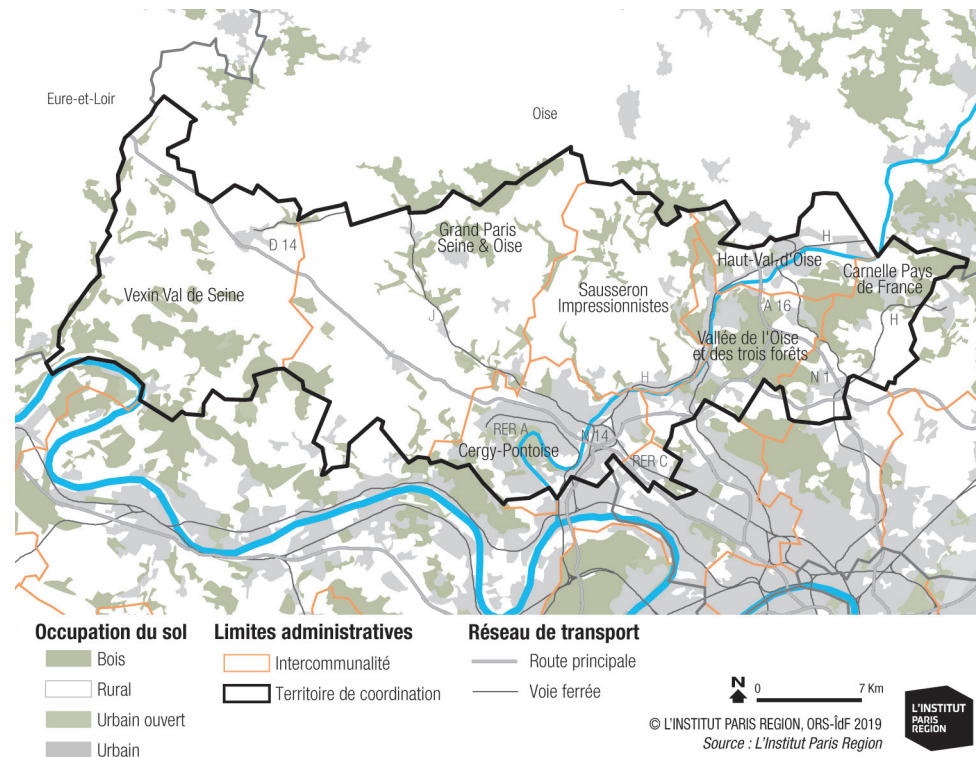 Eure-et-Loir
Oise
D 14
Grand Paris
Seine & Oise
Vexin Val de Seine
J
Sausseron
Impressionnistes
Haut-Val-d'Oise
H
Carnelle Pays
de France
A 16
H
Vallée de l'Oise
et des trois forêts
N 1
H
RER A
N 14
Cergy-Pontoise
RER C
Occupation du sol
Bois
Rural
Urbain ouvert
Urbain
Limites administratives
Intercommunalité
Territoire de coordination
Réseau de transport
Route principale
Voie ferrée
N
0
7 Km
© L'INSTITUT PARIS REGION, ORS-îdF 2019
Source : L'Institut Paris Region
L'INSTITUT
PARIS
REGION